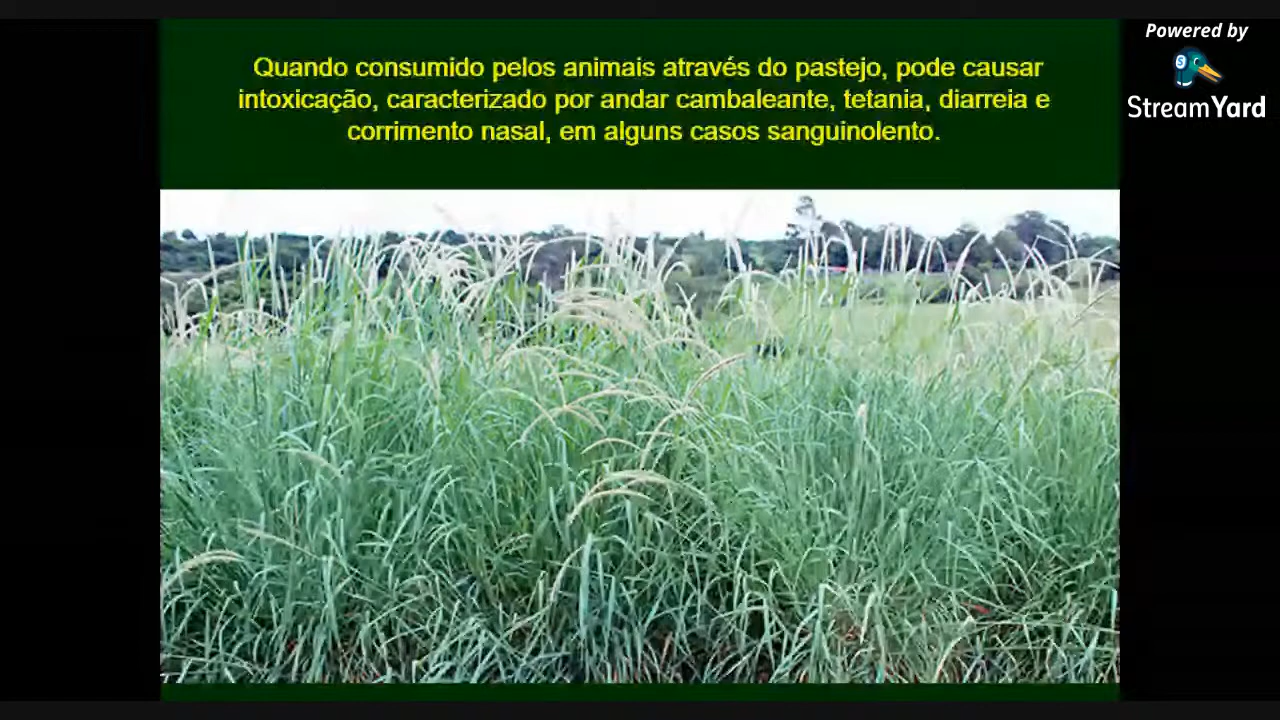 Powered by
StreamYard
Quando consumido pelos animais através do pastejo, pode causar
intoxicação, caracterizado por andar cambaleante, tetania, diarreia e
corrimento nasal, em alguns casos sanguinolento.